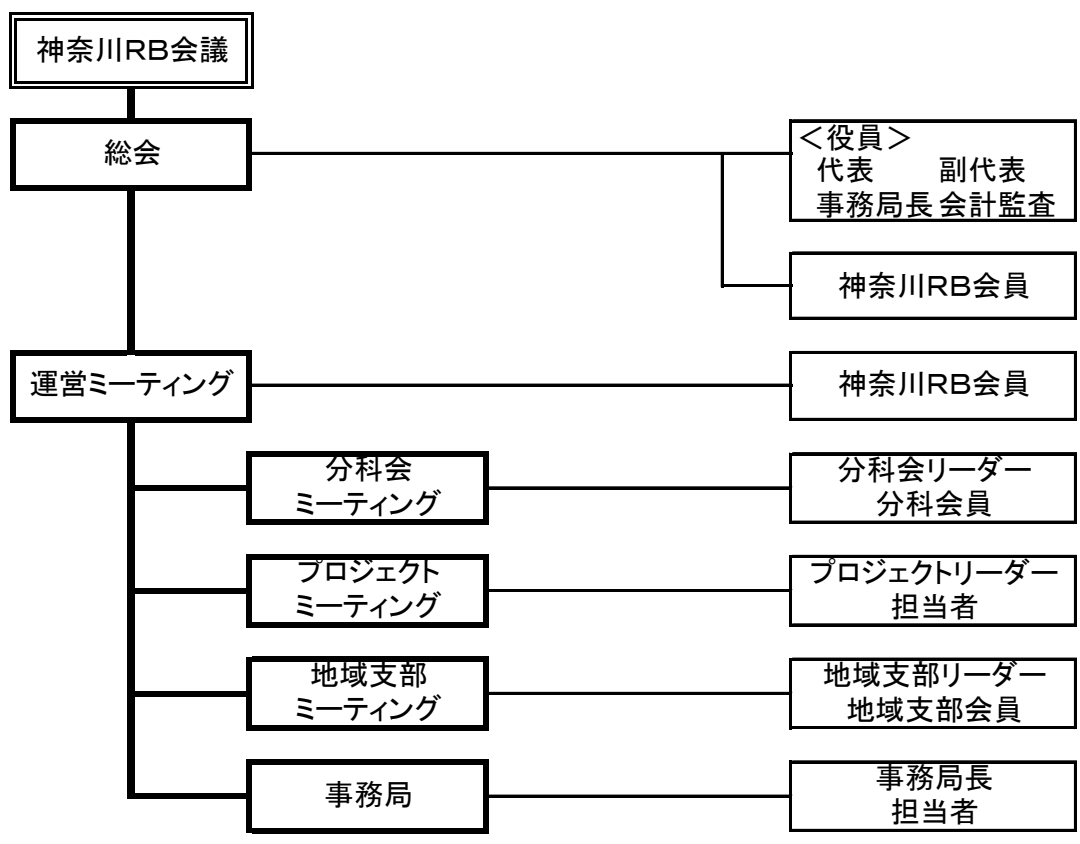 神奈川RB会議
総会
＜役員＞
代表 副代表
事務局長 会計監査
神奈川RB会員
運営ミーティング
神奈川RB会員
分科会
ミーティング
分科会リーダー
分科会員
プロジェクト
ミーティング
プロジェクトリーダー
担当者
地域支部
ミーティング
地域支部リーダー
地域支部会員
事務局
事務局長
担当者